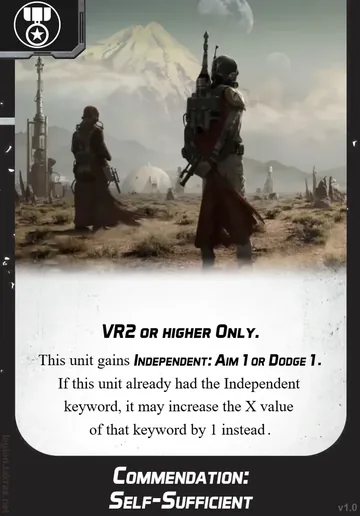 VR2 or higher Only.
This unit gains Independent: Aim 1 or Dodge 1.
If this unit already had the Independent
keyword, it may increase the X value
of that keyword by 1 instead.
Commendation:
Self-Sufficient
v1.0